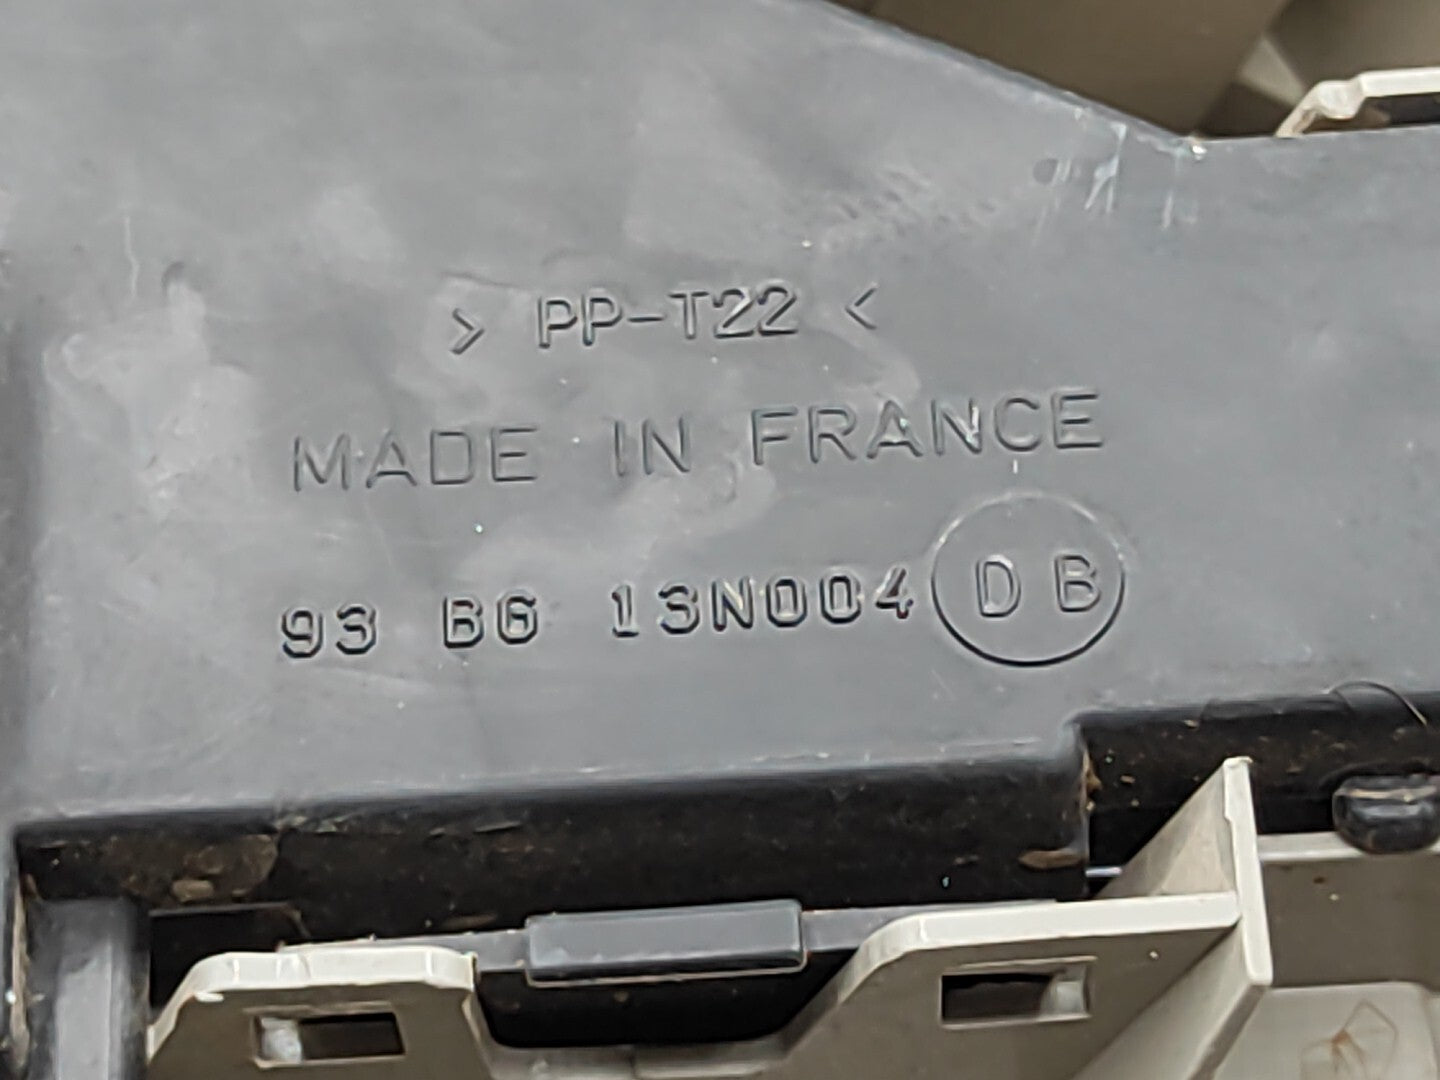 > PP-T22 <
MADE IN FRANCE
93 BG 13N004 DB